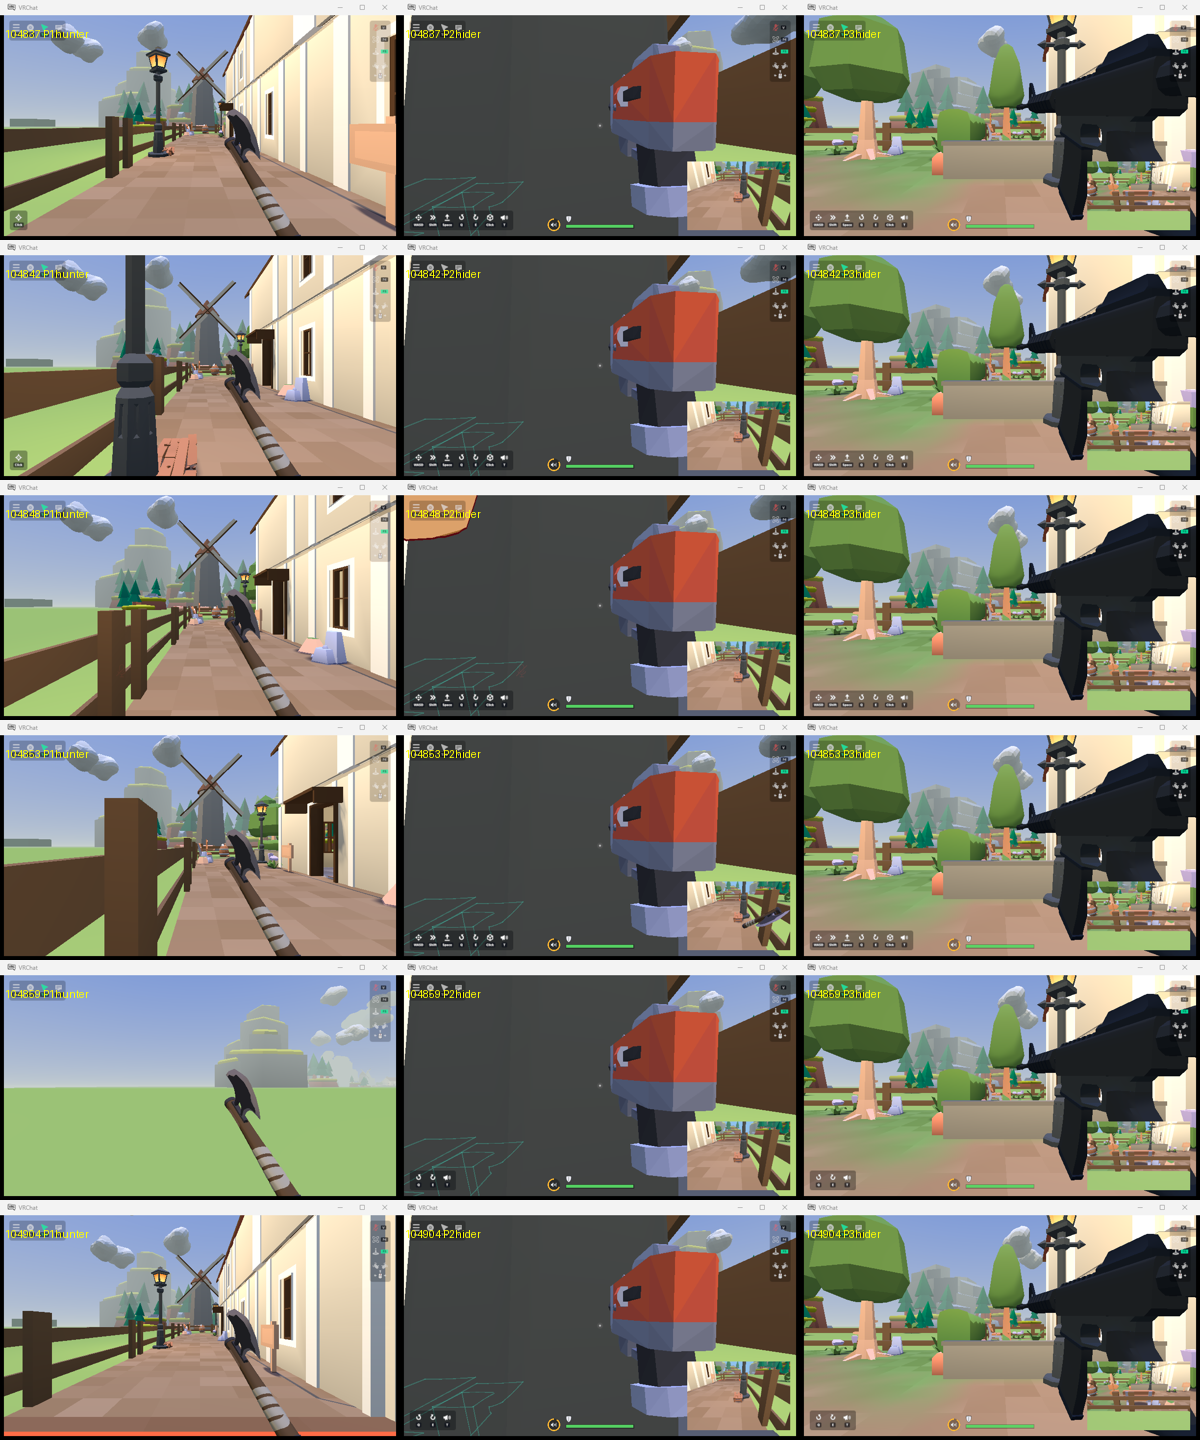 VRChat
VRChat
VRChat
104837 P1hunter
104837 P2hider
104837 P3hider
VRChat
VRChat
VRChat
104842 P1hunter
104842 P2hider
104842 P3hider
VRChat
VRChat
VRChat
104848 P1hunter
104848 P2hider
104848 P3hider
VRChat
VRChat
VRChat
104853 P1hunter
104853 P2hider
104853 P3hider
VRChat
VRChat
VRChat
104859 P1hunter
104859 P2hider
104859 P3hider
VRChat
VRChat
VRChat
104904 P1hunter
104904 P2hider
104904 P3hider